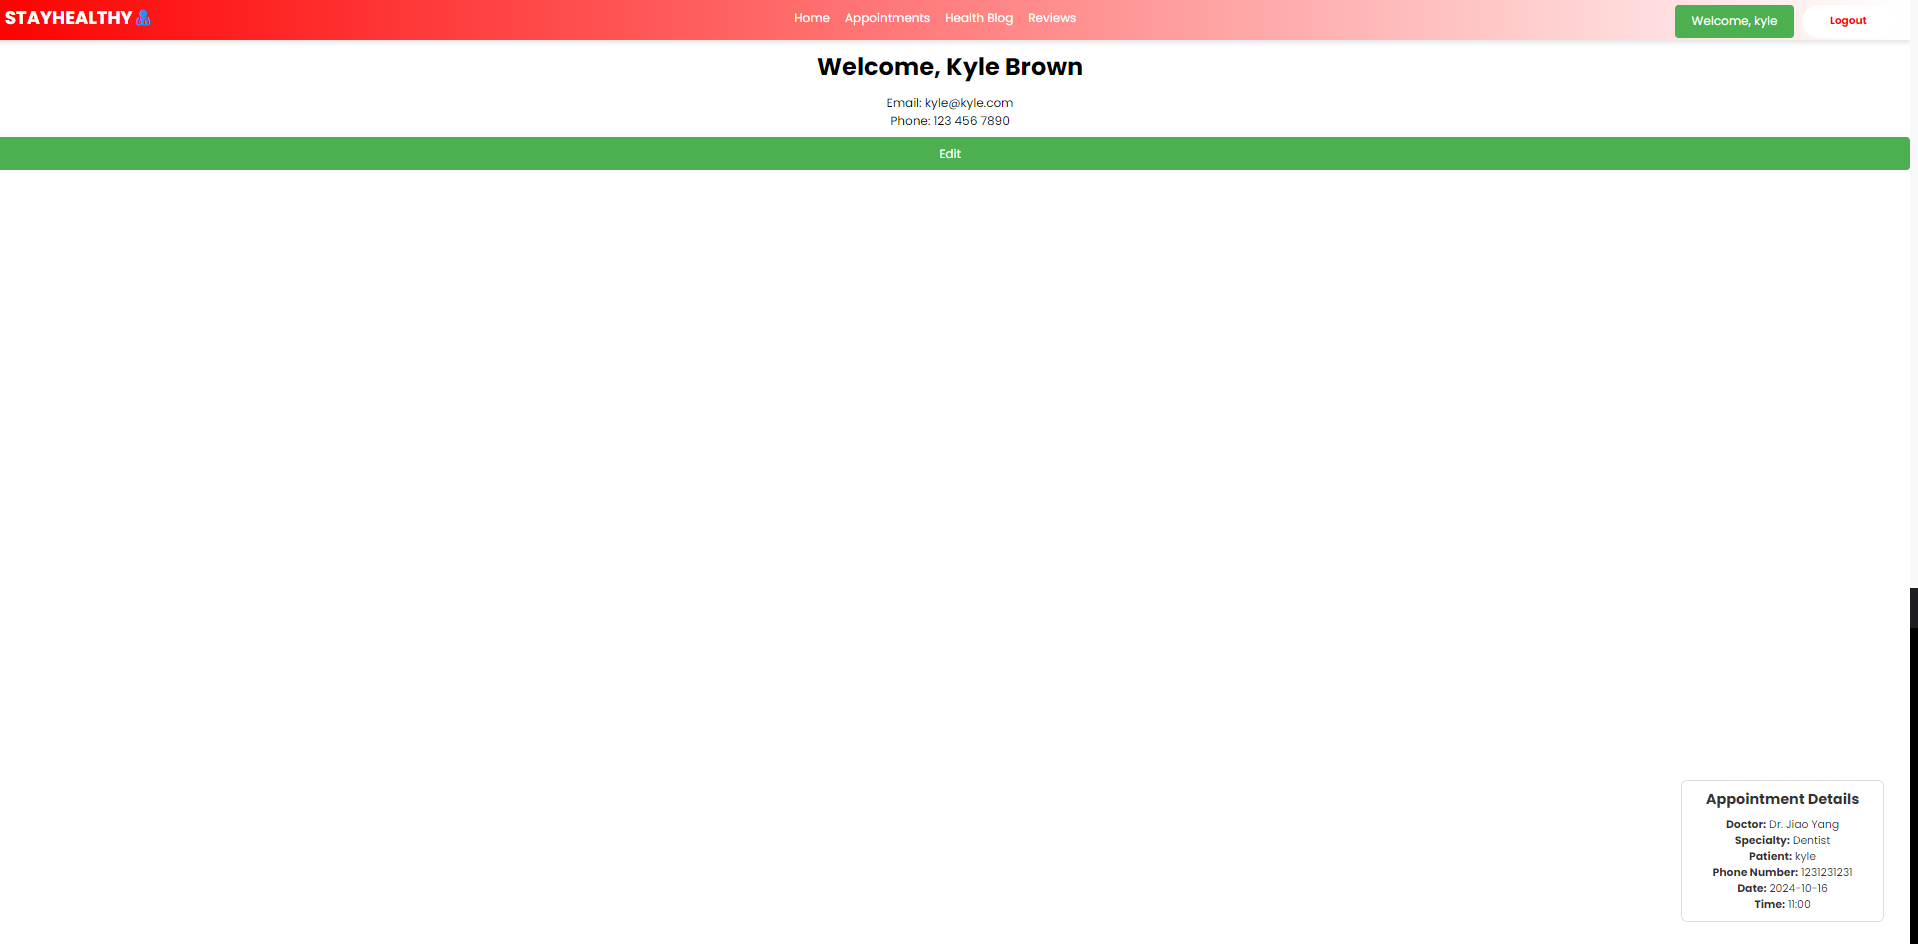 STAYHEALTHY
Home Appointments Health Blog Reviews
Welcome, kyle
Logout
Welcome, Kyle Brown
Email: kyle@kyle.com
Phone: 123 456 7890
Edit
Appointment Details
Doctor: Dr. Jiao Yang
Specialty: Dentist
Patient: kyle
Phone Number: 1231231231
Date: 2024-10-16
Time: 11:00